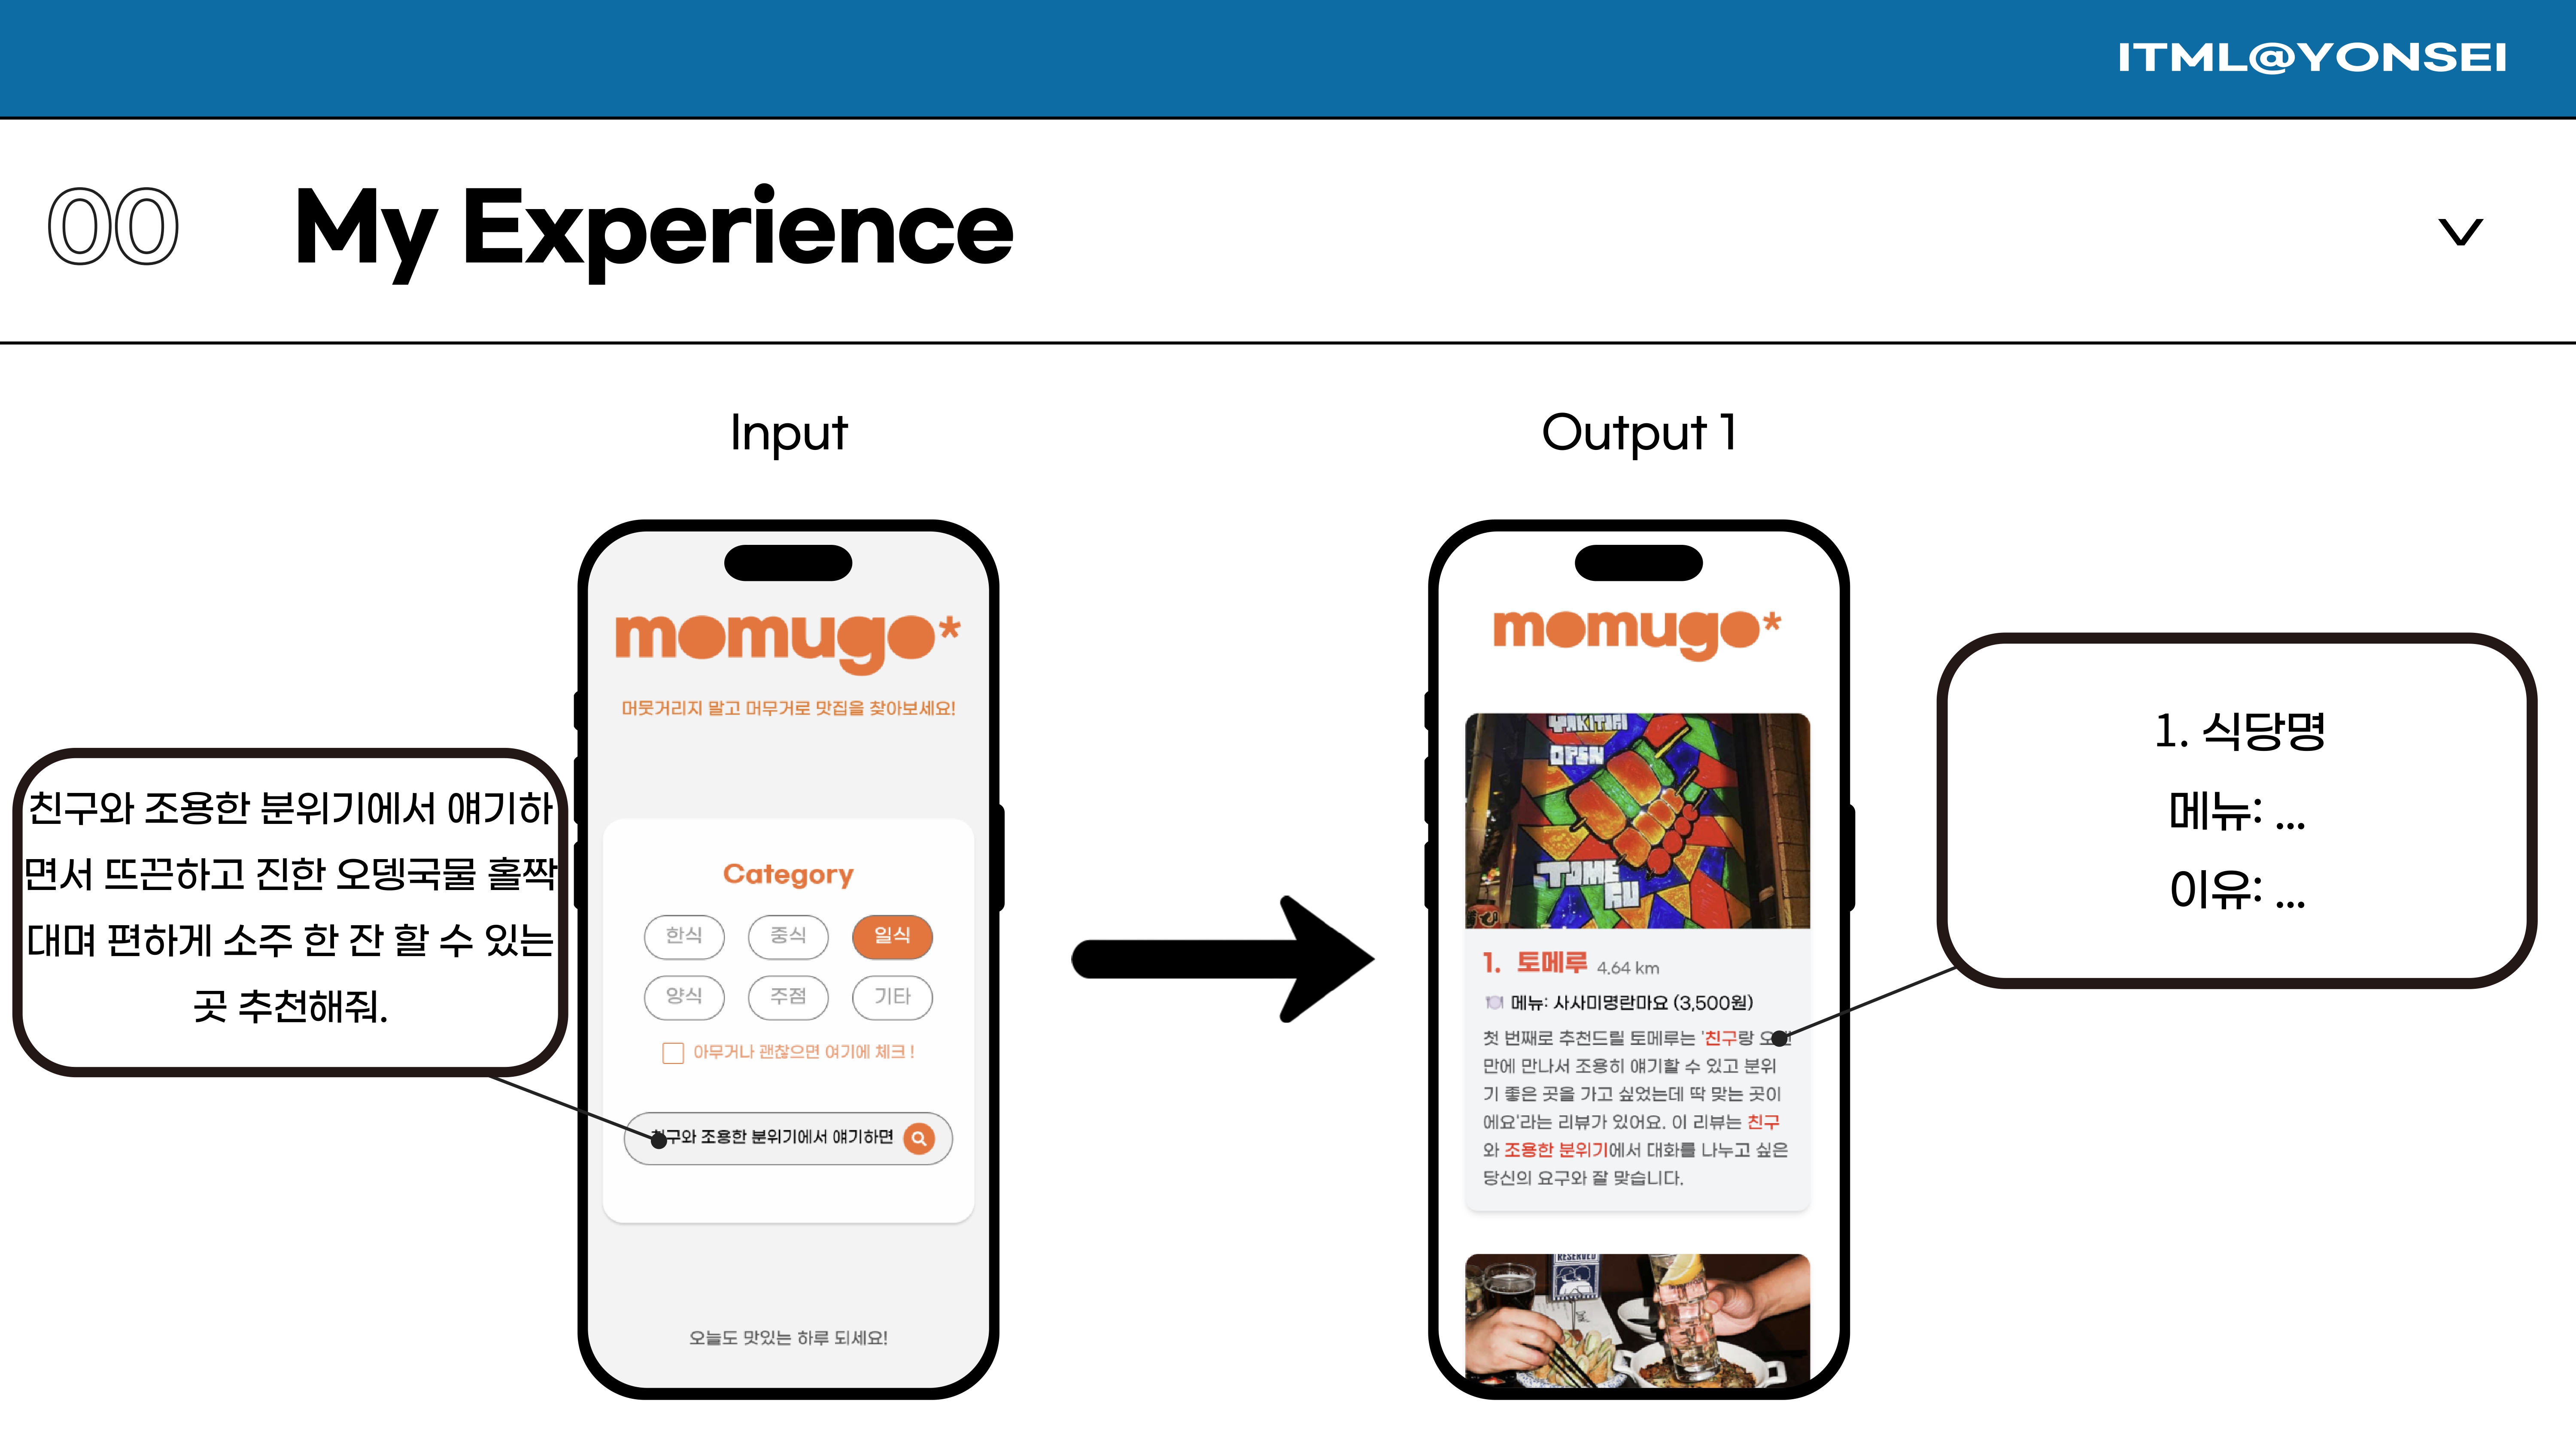 ITML@YONSEI
00
My Experience
Input
Output 1
친구와 조용한 분위기에서 얘기하
면서 뜨끈하고 진한 오뎅국물 홀짝
대며 편하게 소주 한 잔 할 수 있는
곳 추천해줘.
momugo*
머뭇거리지 말고 머무거로 맛집을 찾아보세요!
Category
한식 중식 일식
양식 주점 기타
아무거나 괜찮으면 여기에 체크 !
친구와 조용한 분위기에서 얘기하면
오늘도 맛있는 하루 되세요!
momugo*
YAKITORI
OPEN
TOME
RU
1. 토메루 4.64 km
메뉴: 사사미명란마요 (3,500원)
첫 번째로 추천드릴 토메루는 '친구랑
만에 만나서 조용히 얘기할 수 있고 분위
기 좋은 곳을 가고 싶었는데 딱 맞는 곳이
에요'라는 리뷰가 있어요. 이 리뷰는 친구
와 조용한 분위기에서 대화를 나누고 싶은
당신의 요구와 잘 맞습니다.
RESERVED
1. 식당명
메뉴: ...
이유: ...